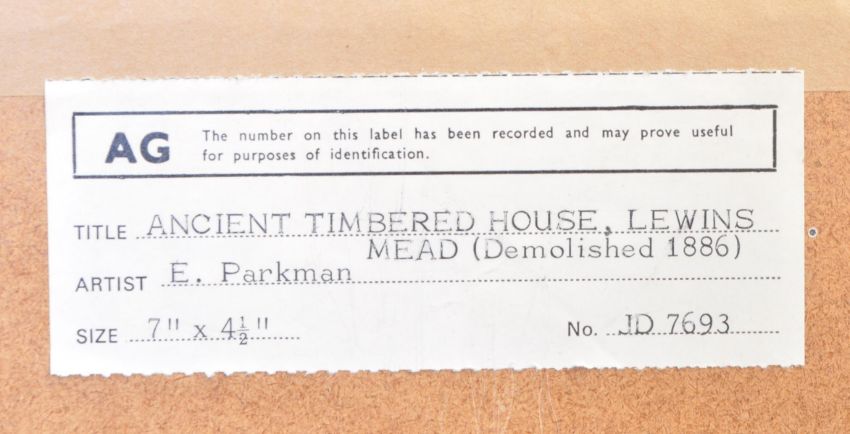 AG The number on this label has been recorded and may prove useful
for purposes of identification.
TITLE ANCIENT TIMBERED HOUSE, LEWINS
MEAD (Demolished 1886)
ARTIST E. Parkman
SIZE 7" x 4½" No. JD 7693